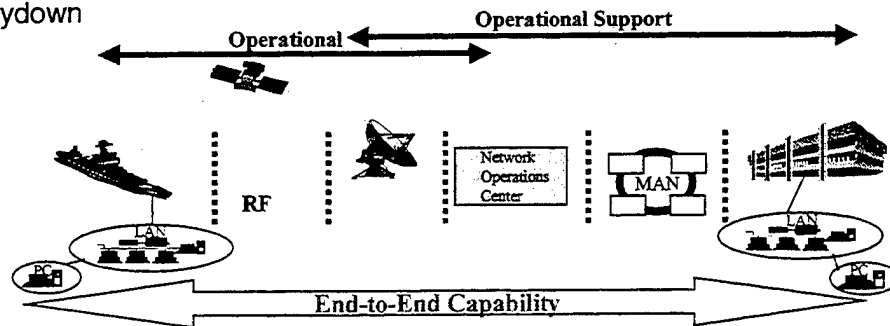 ydown
Operational Support
Operational
Network
Operations
Center
MAN
RF
LAN
LAN
PC
PC
End-to-End Capability